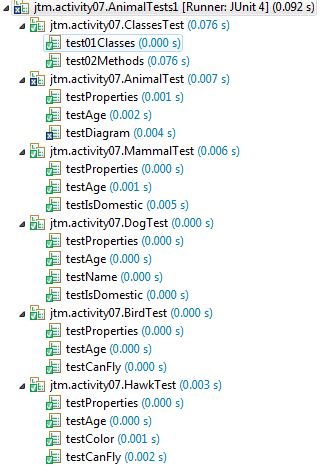 jtm.activity07.AnimalTests1 [Runner: JUnit 4] (0.092 s)
jtm.activity07.ClassesTest (0.076 s)
test01Classes (0.000 s)
test02Methods (0.076 s)
jtm.activity07.AnimalTest (0.007 s)
testProperties (0.001 s)
testAge (0.002 s)
testDiagram (0.004 s)
jtm.activity07.MammalTest (0.006 s)
testProperties (0.000 s)
testAge (0.001 s)
testIsDomestic (0.005 s)
jtm.activity07.DogTest (0.000 s)
testProperties (0.000 s)
testAge (0.000 s)
testName (0.000 s)
testIsDomestic (0.000 s)
jtm.activity07.BirdTest (0.000 s)
testProperties (0.000 s)
testAge (0.000 s)
testCanFly (0.000 s)
jtm.activity07.HawkTest (0.003 s)
testProperties (0.000 s)
testAge (0.000 s)
testColor (0.001 s)
testCanFly (0.002 s)